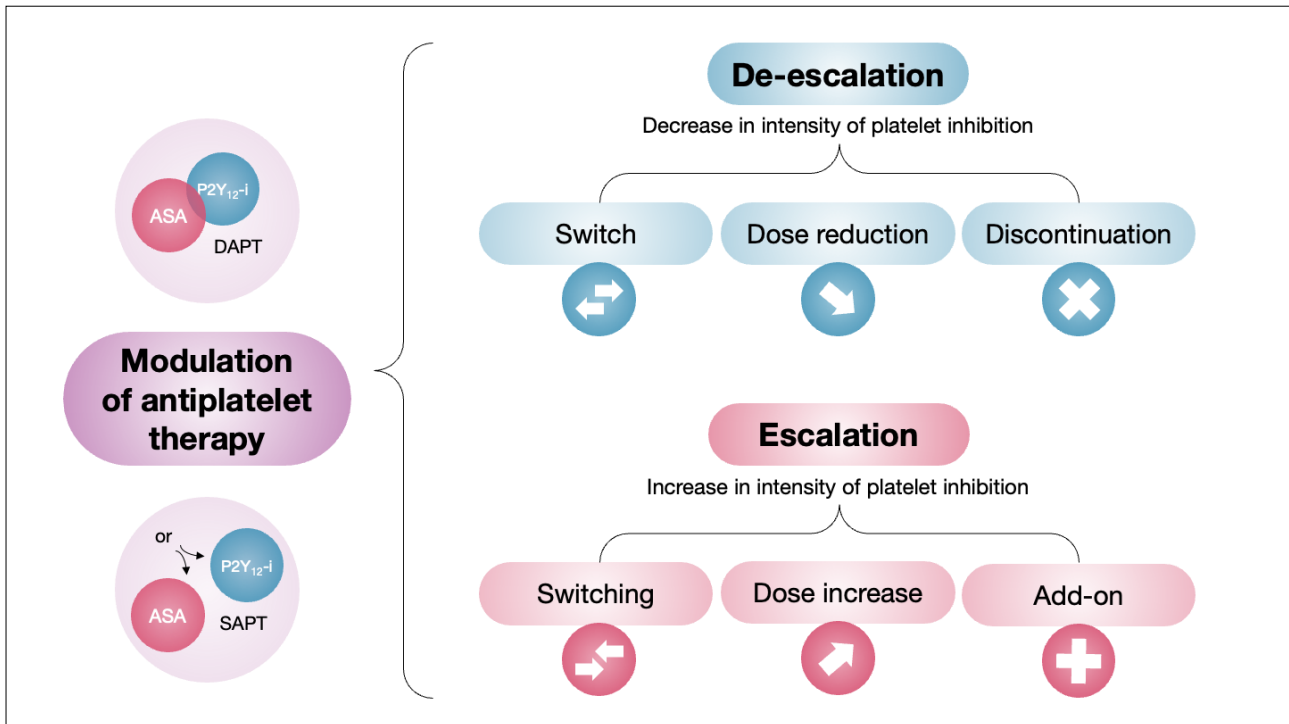 De-escalation
Decrease in intensity of platelet inhibition
Switch
Dose reduction
Discontinuation
P2Y₁₂-i
ASA
DAPT
Modulation
of antiplatelet
therapy
or
P2Y₁₂-i
ASA
SAPT
Escalation
Increase in intensity of platelet inhibition
Switching
Dose increase
Add-on